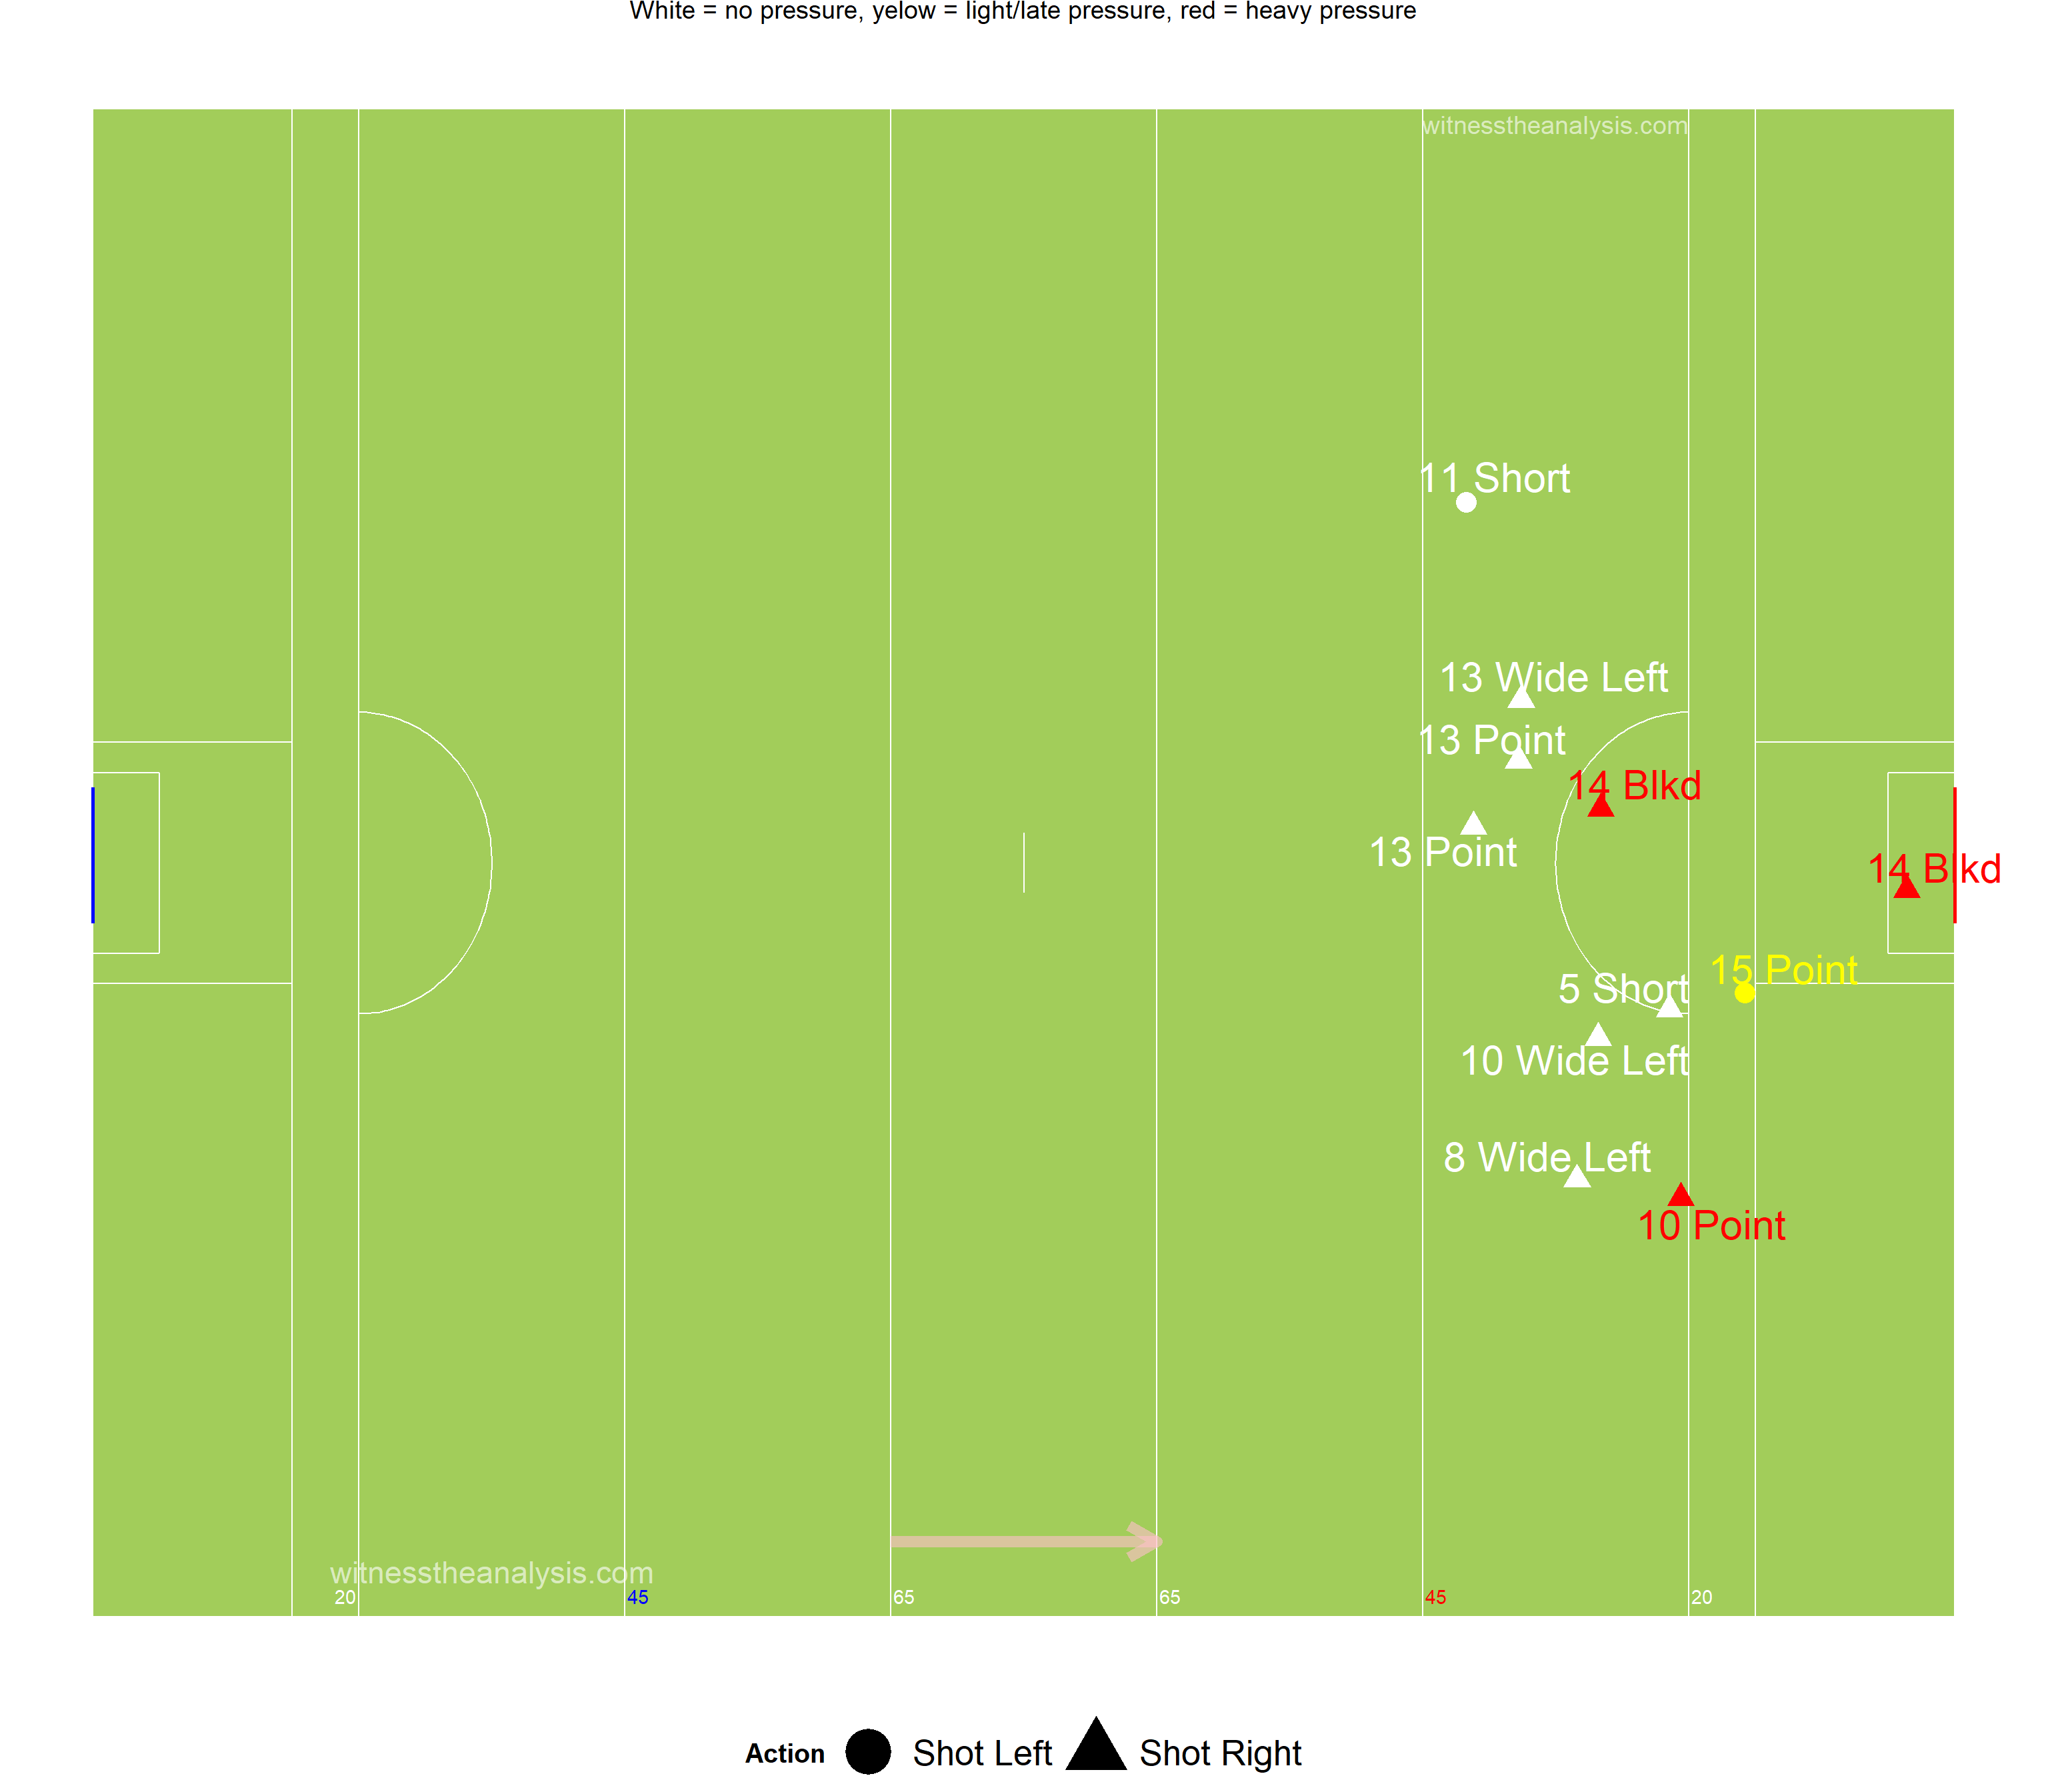 White = no pressure, yelow = light/late pressure, red = heavy pressure
witnesstheanalysis.com
11 Short
13 Wide Left
13 Point
14 Blkd
13 Point
14 Blkd
15 Point
5 Short
10 Wide Left
8 Wide Left
10 Point
witnesstheanalysis.com
20 45 65 65 45 20
Action Shot Left Shot Right